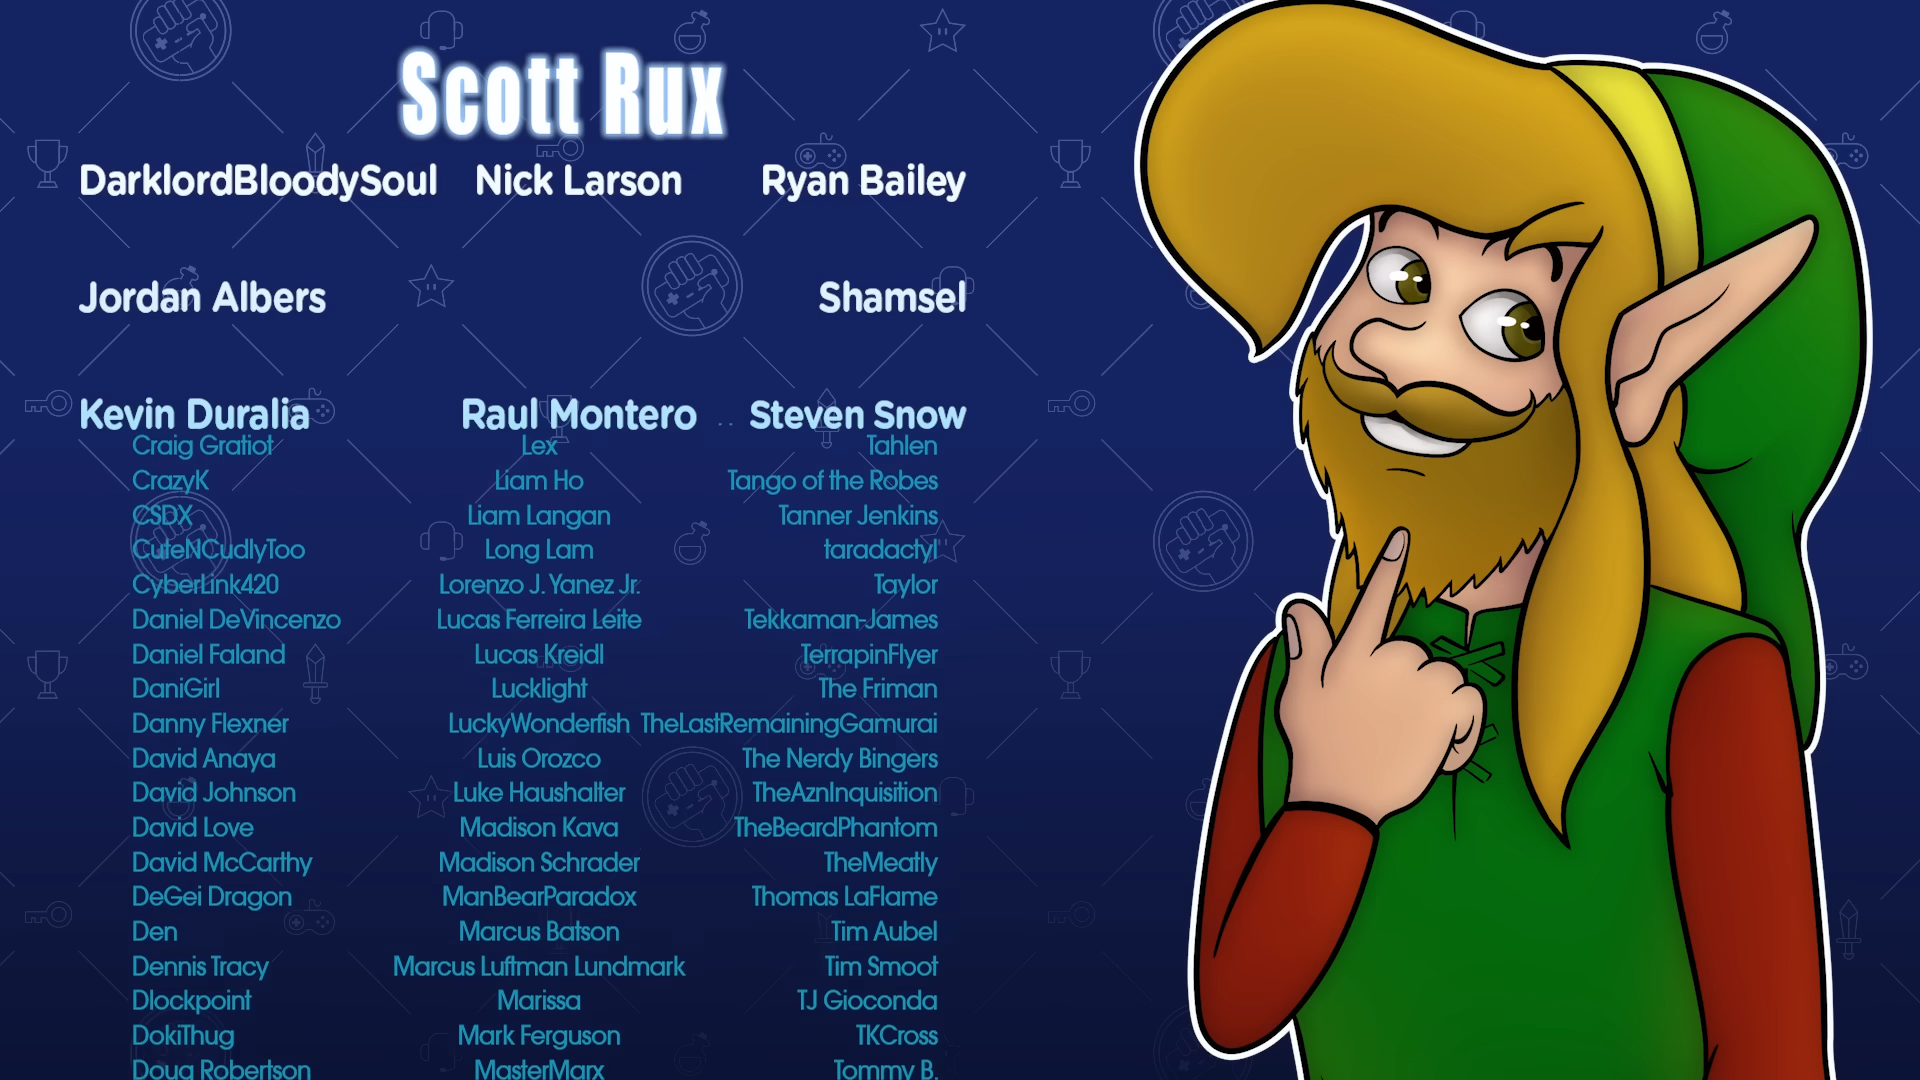 Scott Rux
DarklordBloodySoul Nick Larson Ryan Bailey
Jordan Albers Shamsel
Kevin Duralia Raul Montero Steven Snow
Craig Gratiot Lex Tahlen
CrazyK Liam Ho Tango of the Robes
CSDX Liam Langan Tanner Jenkins
CuteNCudlyToo Long Lam taradactyl
CyberLink420 Lorenzo J. Yanez Jr. Taylor
Daniel DeVincenzo Lucas Ferreira Leite Tekkaman-James
Daniel Faland Lucas Kreidl TerrapinFlyer
DaniGirl Lucklight The Friman
Danny Flexner LuckyWonderfish TheLastRemainingGamurai
David Anaya Luis Orozco The Nerdy Bingers
David Johnson Luke Haushalter TheAznInquisition
David Love Madison Kava TheBeardPhantom
David McCarthy Madison Schrader TheMeatly
DeGei Dragon ManBearParadox Thomas LaFlame
Den Marcus Batson Tim Aubel
Dennis Tracy Marcus Luffman Lundmark Tim Smoot
Dlockpoint Marissa TJ Gioconda
DokiThug Mark Ferguson TKCross
Doug Robertson MasterMarx Tommy B.